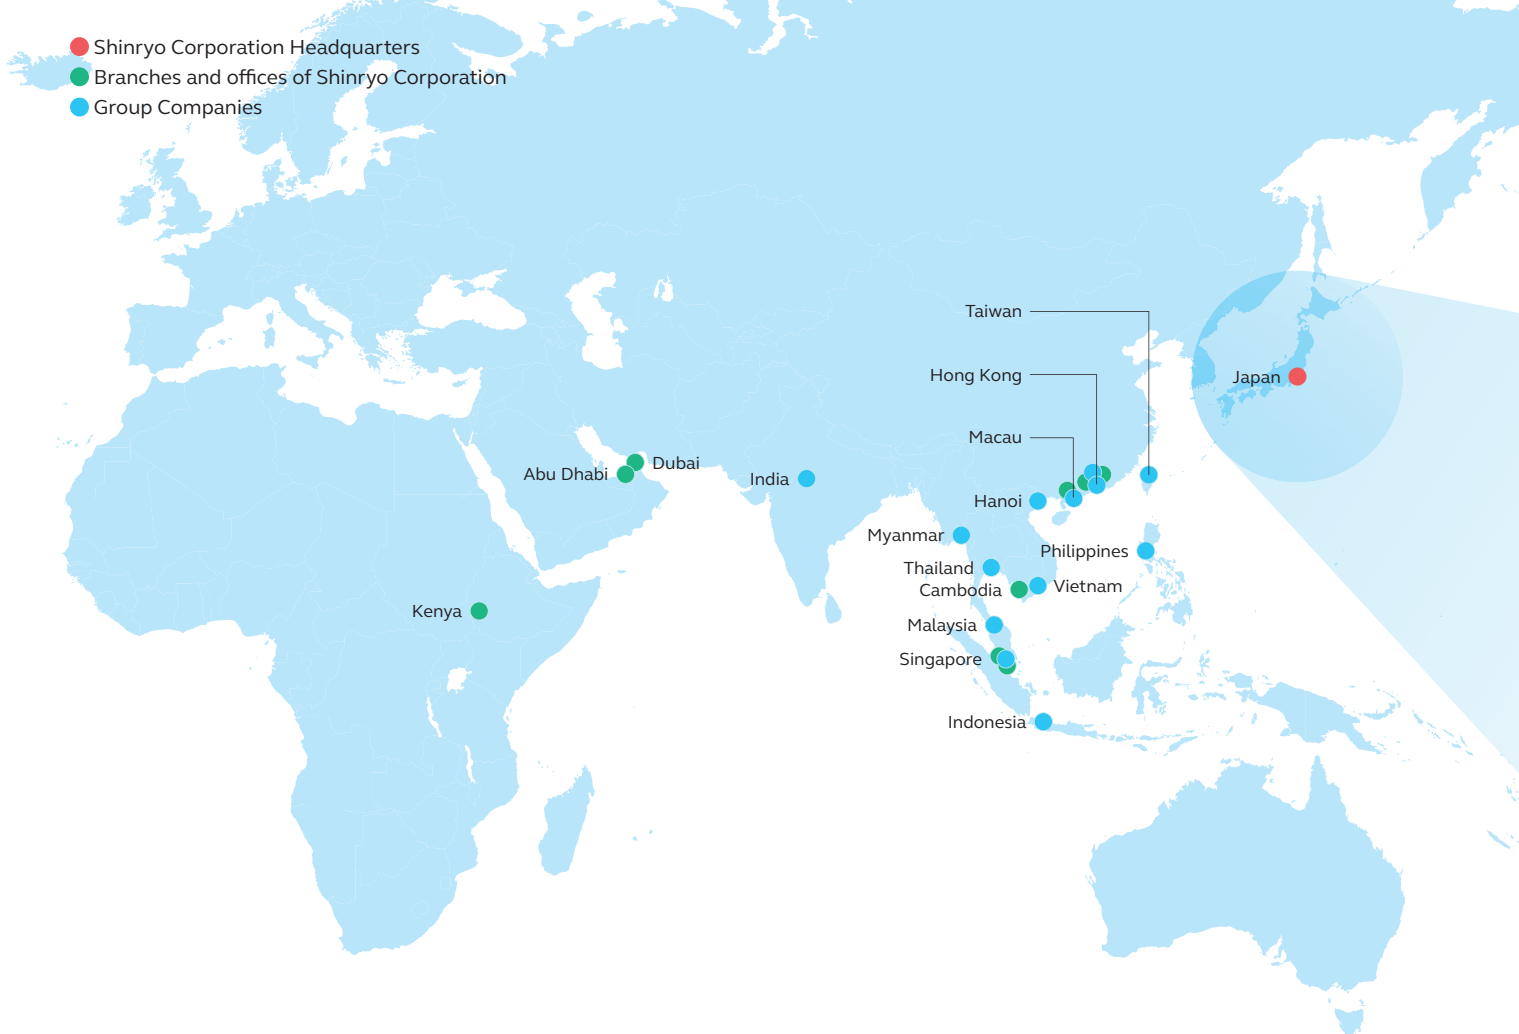 Shinryo Corporation Headquarters
Branches and offices of Shinryo Corporation
Group Companies
Taiwan
Hong Kong
Japan
Macau
Dubai
Abu Dhabi
India
Hanoi
Myanmar
Philippines
Thailand
Cambodia
Vietnam
Kenya
Malaysia
Singapore
Indonesia